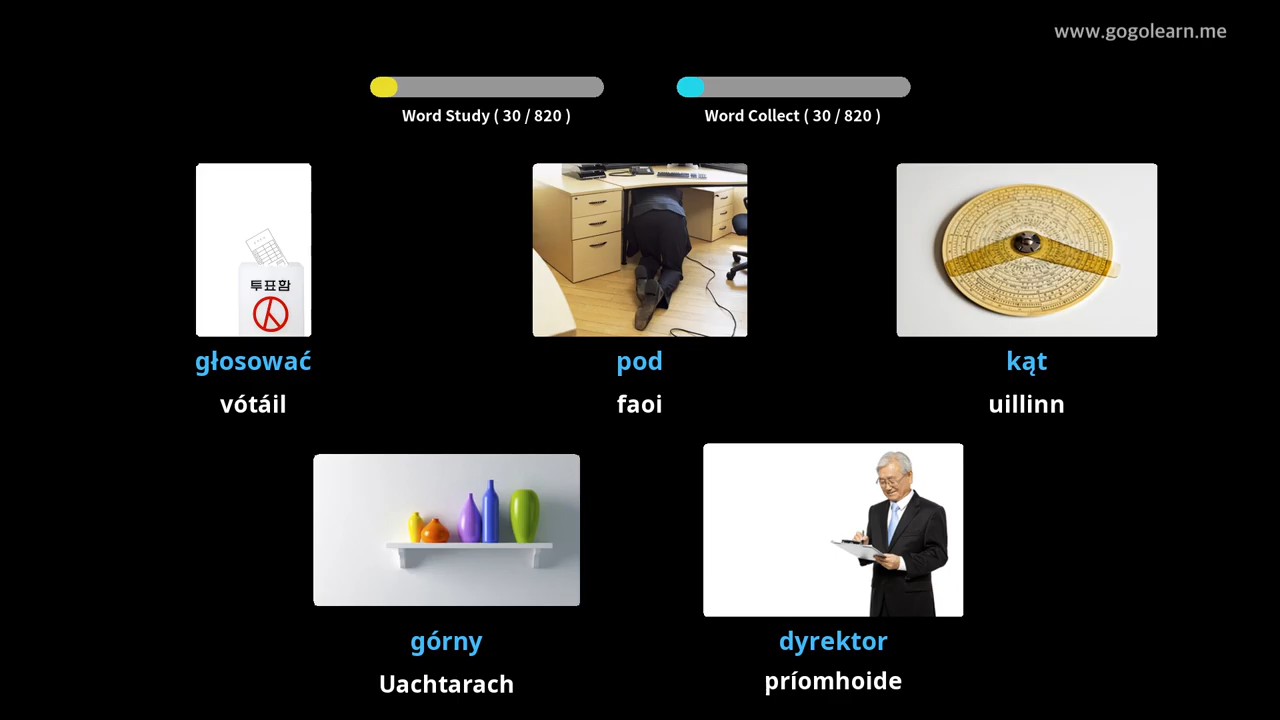 www.gogolearn.me
Word Study ( 30 / 820 )
Word Collect ( 30 / 820 )
투표함
głosować
vótáil
pod
faoi
kąt
uillinn
górny
Uachtarach
dyrektor
príomhoide